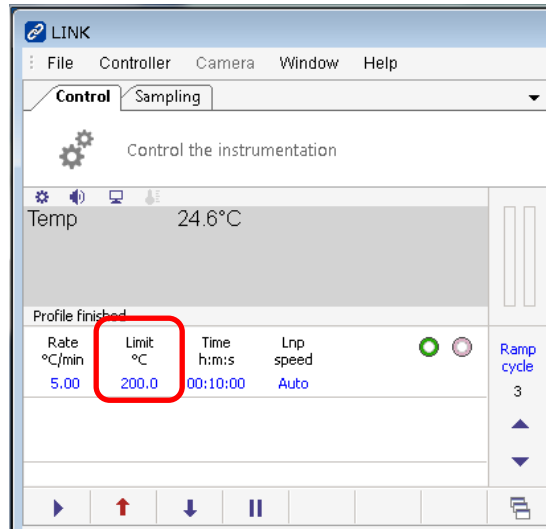 LINK
File Controller Camera Window Help
Control Sampling
Control the instrumentation
Temp 24.6°C
Profile finished
Rate Limit Time Lnp
°C/min °C h:m:s speed
5.00 200.0 00:10:00 Auto
Ramp
cycle
3